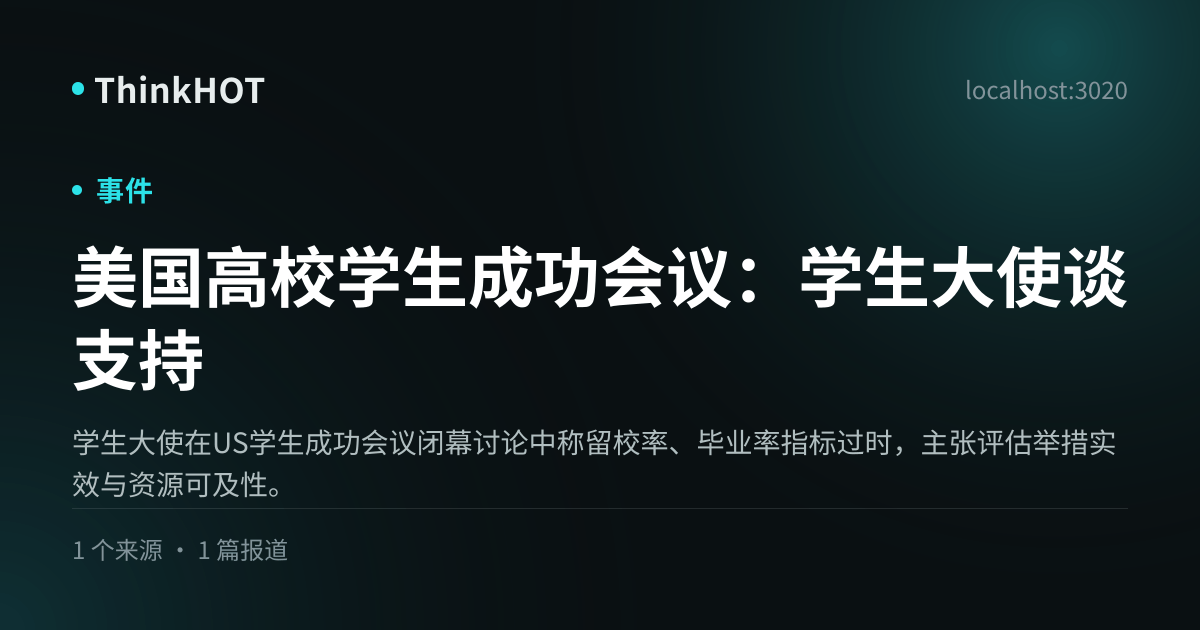 ThinkHOT
localhost:3020
事件
美国高校学生成功会议：学生大使谈
支持
学生大使在US学生成功会议闭幕讨论中称留校率、毕业率指标过时，主张评估举措实
效与资源可及性。
1 个来源 · 1 篇报道